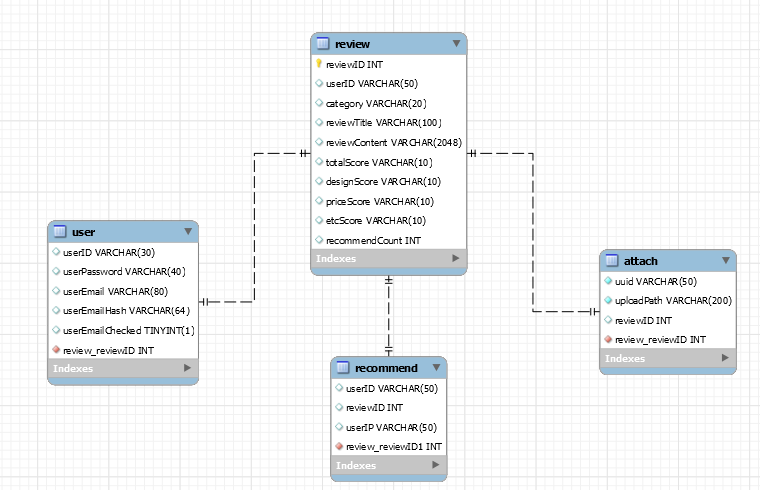 review
reviewID INT
userID VARCHAR(50)
category VARCHAR(20)
reviewTitle VARCHAR(100)
reviewContent VARCHAR(2048)
totalScore VARCHAR(10)
designScore VARCHAR(10)
priceScore VARCHAR(10)
etcScore VARCHAR(10)
recommendCount INT
Indexes
user
userID VARCHAR(30)
userPassword VARCHAR(40)
userEmail VARCHAR(80)
userEmailHash VARCHAR(64)
userEmailChecked TINYINT(1)
review_reviewID INT
Indexes
attach
uuid VARCHAR(50)
uploadPath VARCHAR(200)
reviewID INT
review_reviewID INT
Indexes
recommend
userID VARCHAR(50)
reviewID INT
userIP VARCHAR(50)
review_reviewID1 INT
Indexes